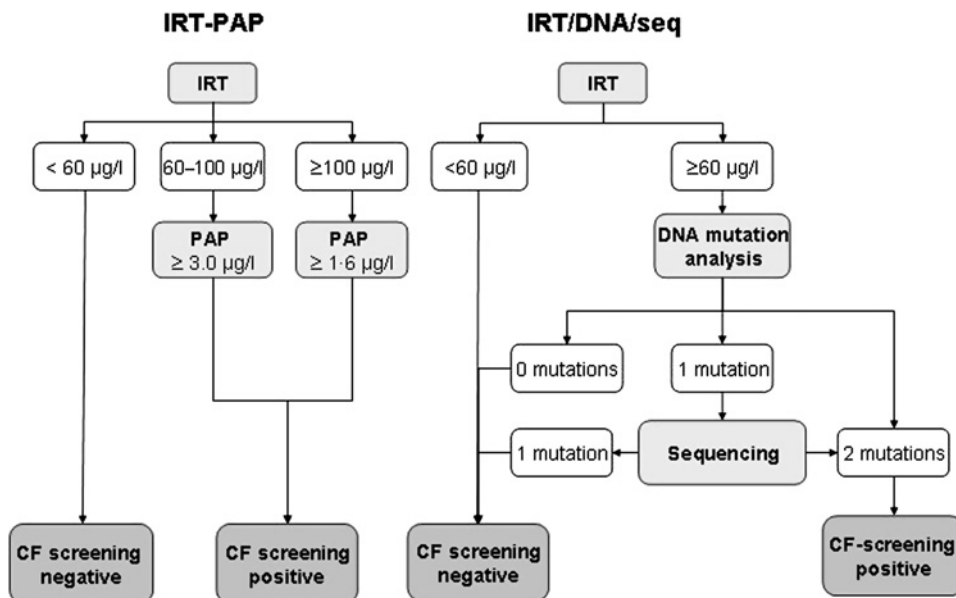 IRT-PAP
IRT
< 60 µg/l
60–100 µg/l
≥100 µg/l
PAP
≥ 3.0 µg/l
PAP
≥ 1·6 µg/l
CF screening
negative
CF screening
positive
IRT/DNA/seq
IRT
<60 µg/l
≥60 µg/l
DNA mutation
analysis
0 mutations
1 mutation
1 mutation
Sequencing
2 mutations
CF screening
negative
CF-screening
positive